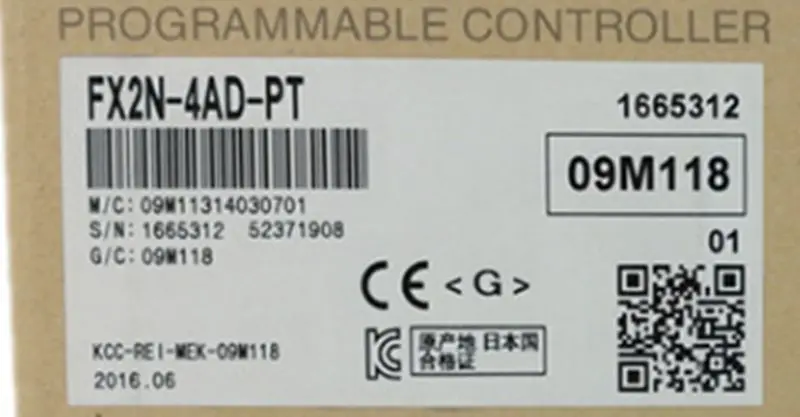 PROGRAMMABLE CONTROLLER
FX2N-4AD-PT
1665312
09M118
M/C: 09M11314030701
S/N: 1665312 52371908
G/C: 09M118
01
CE <G>
KCC-REI-MEK-09M118
2016.06
原产地 日本国
合格证